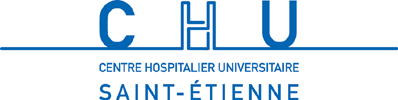 CHU
CENTRE HOSPITALIER UNIVERSITAIRE
SAINT-ÉTIENNE